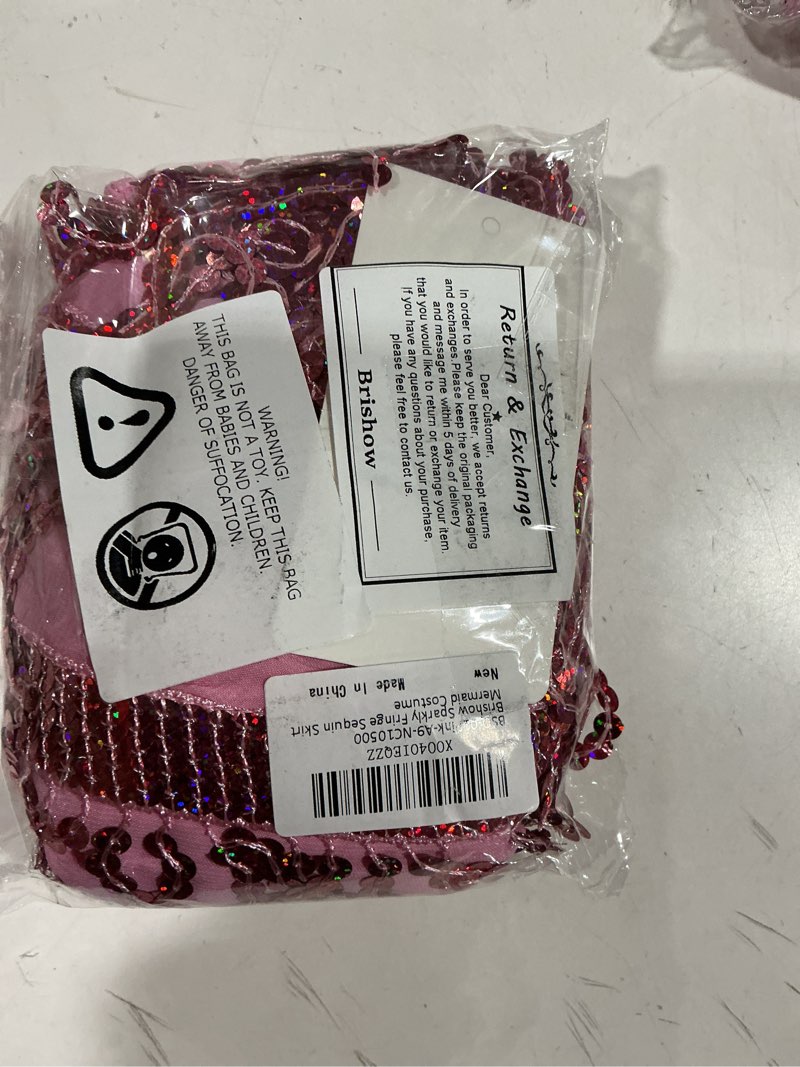 Return & Exchange
Dear Customer,
In order to serve you better, we accept returns
and exchanges. Please keep the original packaging
and message me within 5 days of delivery
that you would like to return or exchange your item.
If you have any questions about your purchase,
please feel free to contact us.
Brishow
WARNING!
THIS BAG IS NOT A TOY. KEEP THIS BAG
AWAY FROM BABIES AND CHILDREN.
DANGER OF SUFFOCATION.
X0040IEQZZ
-A9-NC10500
Brishow Sparkly Fringe Sequin Skirt
Mermaid Costume
New Made In China